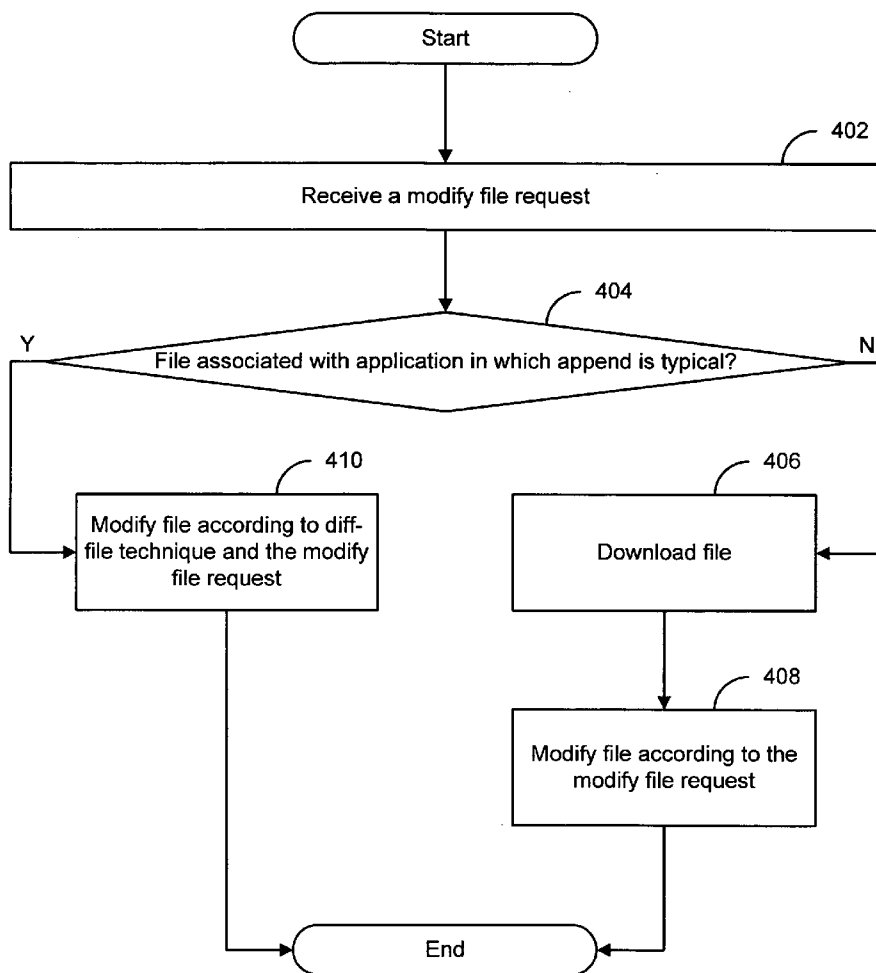 Start
402
Receive a modify file request
404
Y
File associated with application in which append is typical?
N
410
Modify file according to diff-
file technique and the modify
file request
406
Download file
408
Modify file according to the
modify file request
End